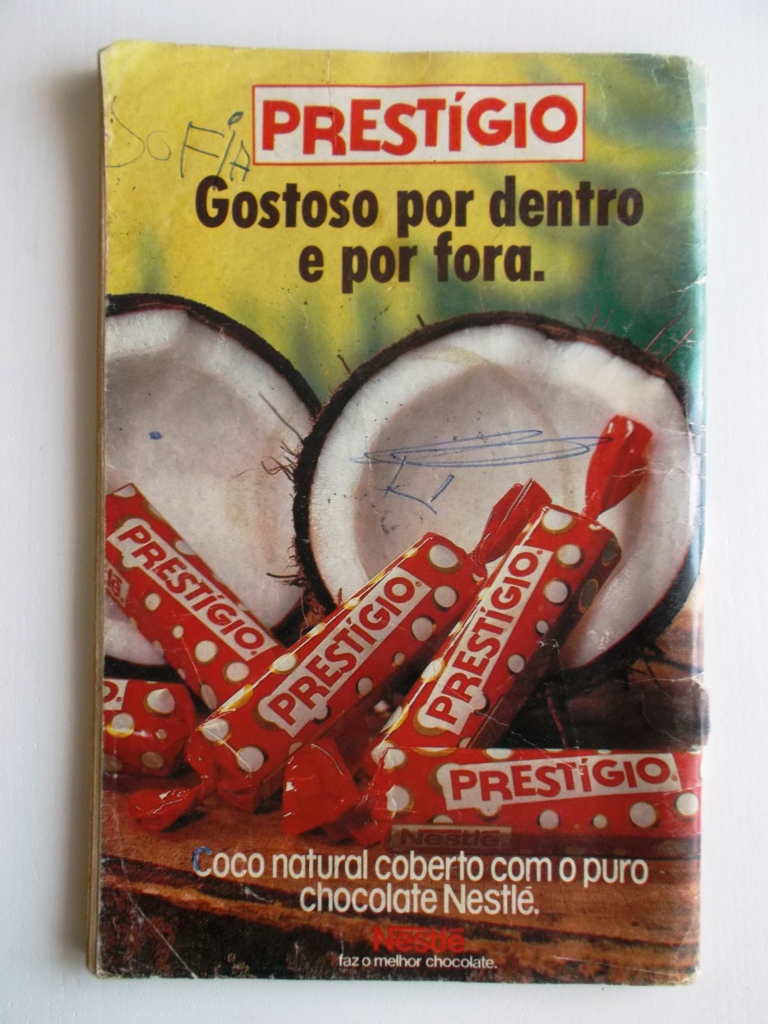 PRESTÍGIO
SOFIA
Gostoso por dentro
e por fora.
PRESTÍGIO®
PRESTÍGIO®
PRESTÍGIO®
O®
PRESTÍGIO®
Nestlé
Coco natural coberto com o puro
chocolate Nestlé.
Nestlé
faz o melhor chocolate.